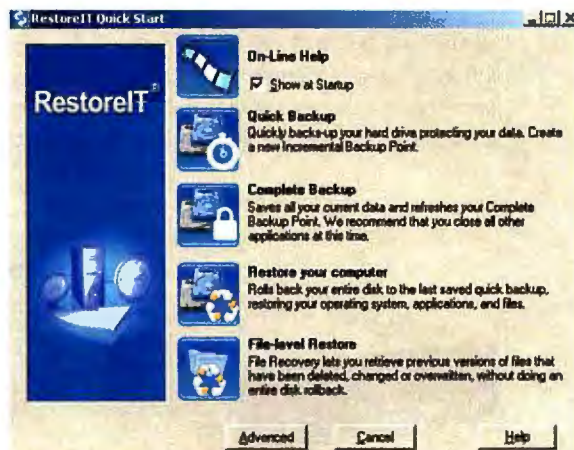 RestoreIT Quick Start
RestoreIT®
On-Line Help
Show at Startup
Quick Backup
Quickly backs-up your hard drive protecting your data. Create
a new Incremental Backup Point.
Complete Backup
Saves all your current data and refreshes your Complete
Backup Point. We recommend that you close all other
applications at this time.
Restore your computer
Rolls back your entire disk to the last saved quick backup,
restoring your operating system, applications, and files.
File-level Restore
File Recovery lets you retrieve previous versions of files that
have been deleted, changed or overwritten, without doing an
entire disk rollback.
Advanced
Cancel
Help